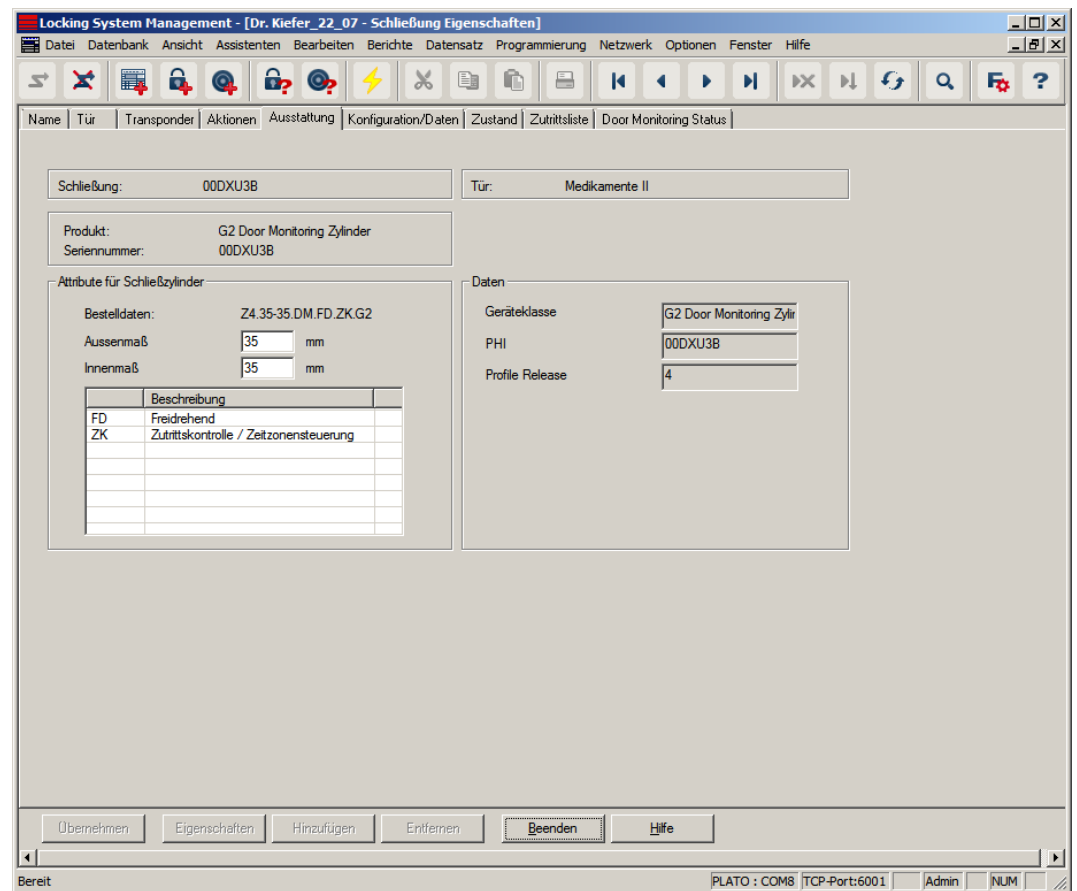 Locking System Management - [Dr. Kiefer_22_07 - Schließung Eigenschaften]
Datei Datenbank Ansicht Assistenten Bearbeiten Berichte Datensatz Programmierung Netzwerk Optionen Fenster Hilfe
Name Tür Transponder Aktionen Ausstattung Konfiguration/Daten Zustand Zutrittsliste Door Monitoring Status
Schließung: 00DXU3B Tür: Medikamente II
Produkt: G2 Door Monitoring Zylinder
Seriennummer: 00DXU3B
Attribute für Schließzylinder
Bestelldaten: Z4.35-35.DM.FD.ZK.G2
Aussenmaß 35 mm
Innenmaß 35 mm
Beschreibung
FD Freidrehend
ZK Zutrittskontrolle / Zeitzonensteuerung
Daten
Geräteklasse G2 Door Monitoring Zylir
PHI 00DXU3B
Profile Release 4
Übernehmen Eigenschaften Hinzufügen Entfernen Beenden Hilfe
Bereit PLATO : COM8 TCP-Port:6001 Admin NUM